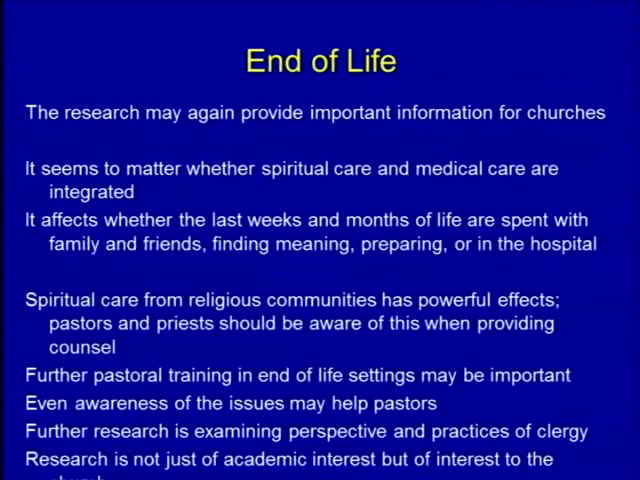 End of Life
The research may again provide important information for churches
It seems to matter whether spiritual care and medical care are
integrated
It affects whether the last weeks and months of life are spent with
family and friends, finding meaning, preparing, or in the hospital
Spiritual care from religious communities has powerful effects;
pastors and priests should be aware of this when providing
counsel
Further pastoral training in end of life settings may be important
Even awareness of the issues may help pastors
Further research is examining perspective and practices of clergy
Research is not just of academic interest but of interest to the